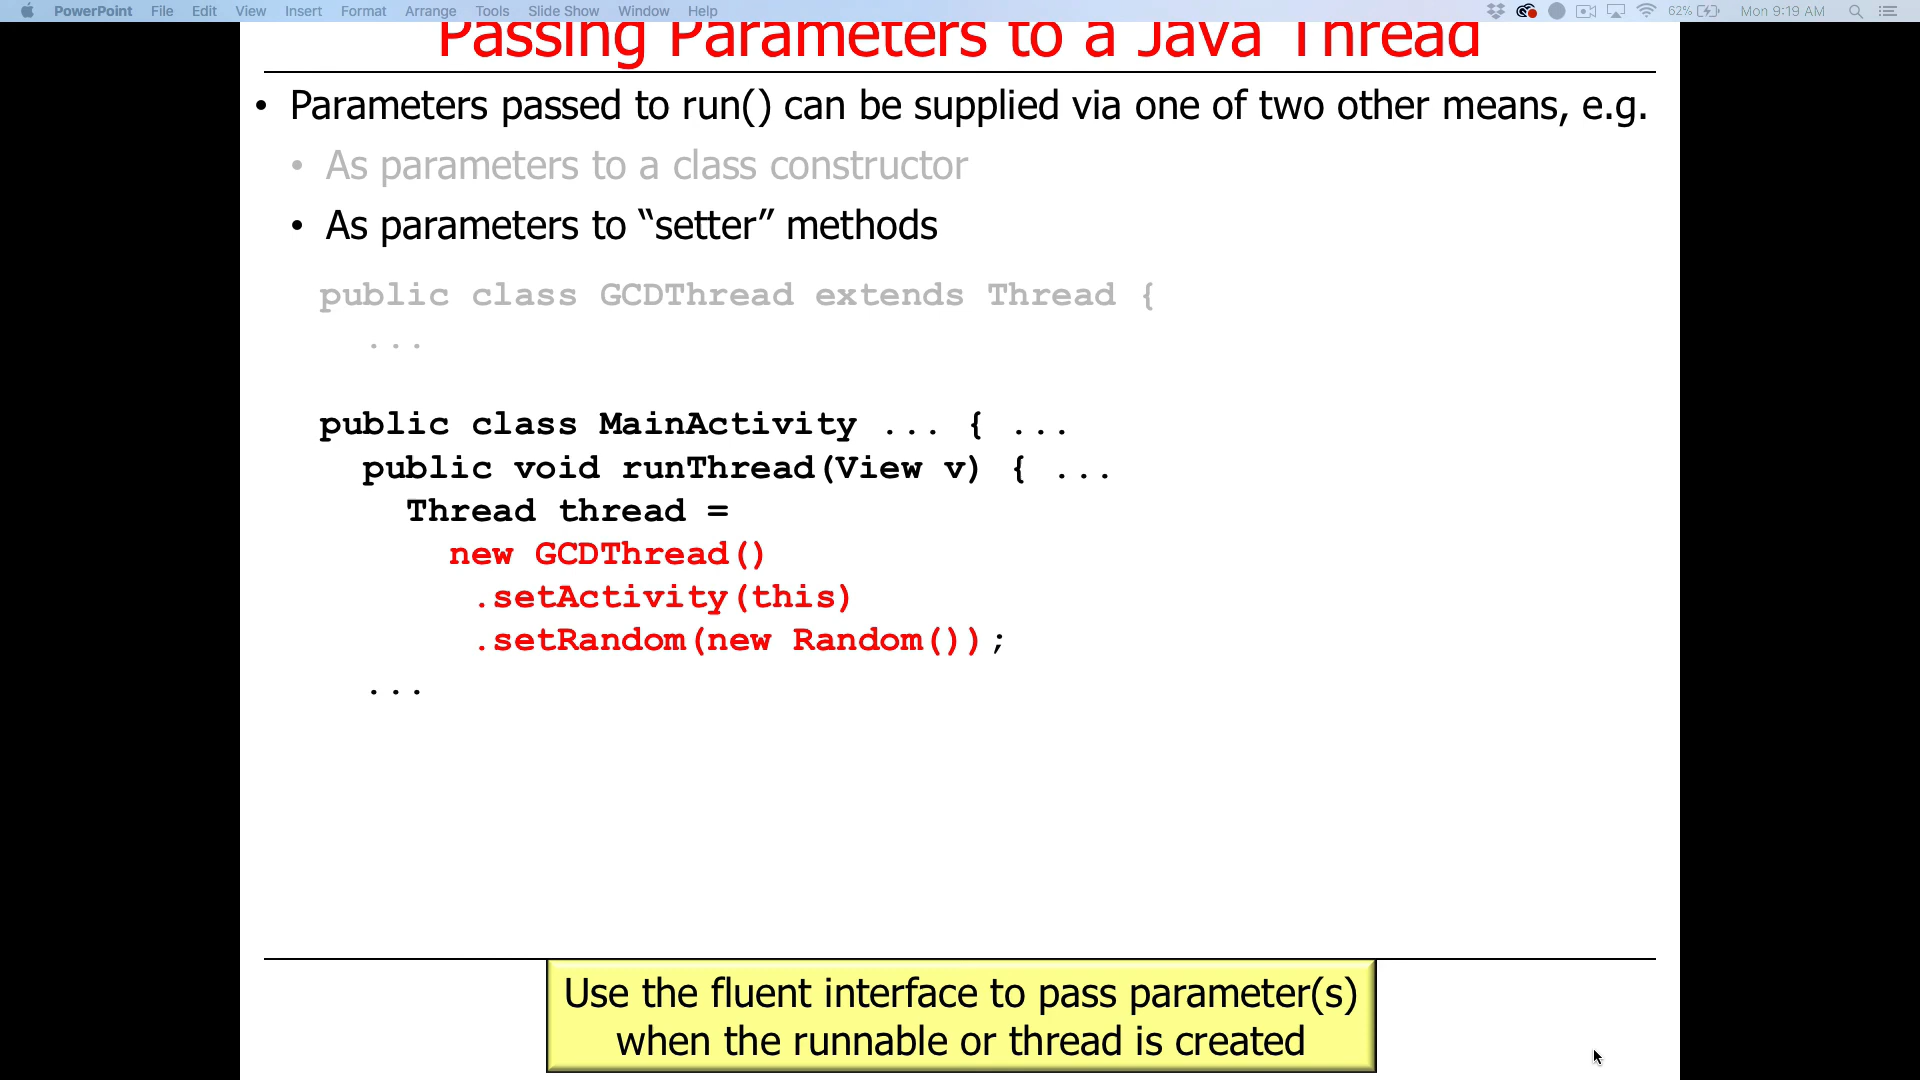 PowerPoint File Edit View Insert Format Arrange Tools Slide Show Window Help 62% Mon 9:19 AM
Passing Parameters to a Java Thread
• Parameters passed to run() can be supplied via one of two other means, e.g.
• As parameters to a class constructor
• As parameters to “setter” methods
public class GCDThread extends Thread {
...
public class MainActivity ... { ...
public void runThread(View v) { ...
Thread thread =
new GCDThread()
.setActivity(this)
.setRandom(new Random());
...
Use the fluent interface to pass parameter(s)
when the runnable or thread is created